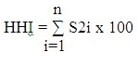 n
HHI = ∑ S2i x 100
i=1